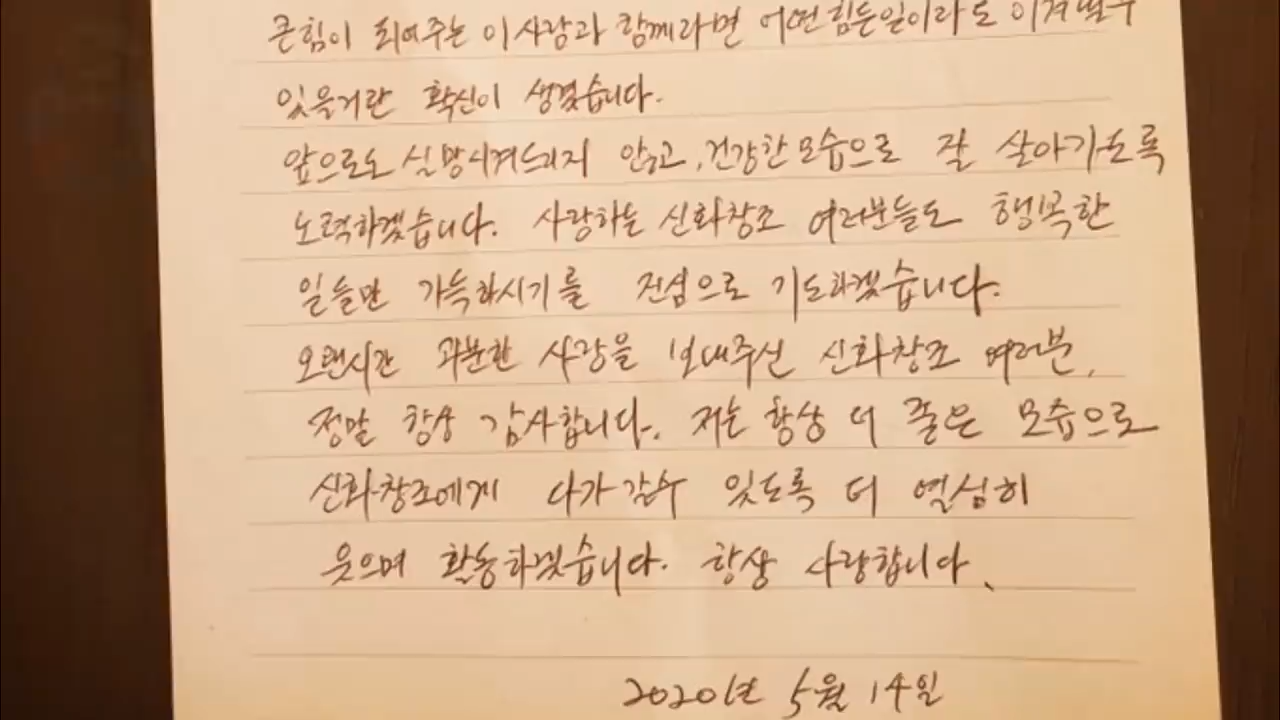 큰힘이 되어주는 이 사람과 함께라면 어떤힘든일이라도 이겨낼수
있을거란 확신이 생겼습니다.
앞으로도 실망시켜드리지 않고, 건강한 모습으로 잘 살아가도록
노력하겠습니다. 사랑하는 신화창조 여러분들도 행복한
일들만 가득하시기를 진심으로 기도하겠습니다.
오랜시간 과분한 사랑을 보내주신 신화창조 여러분,
정말 항상 감사합니다. 저는 항상 더 좋은 모습으로
신화창조에게 다가갈수 있도록 더 열심히
웃으며 활동하겠습니다. 항상 사랑합니다.
2020년 5월 14일